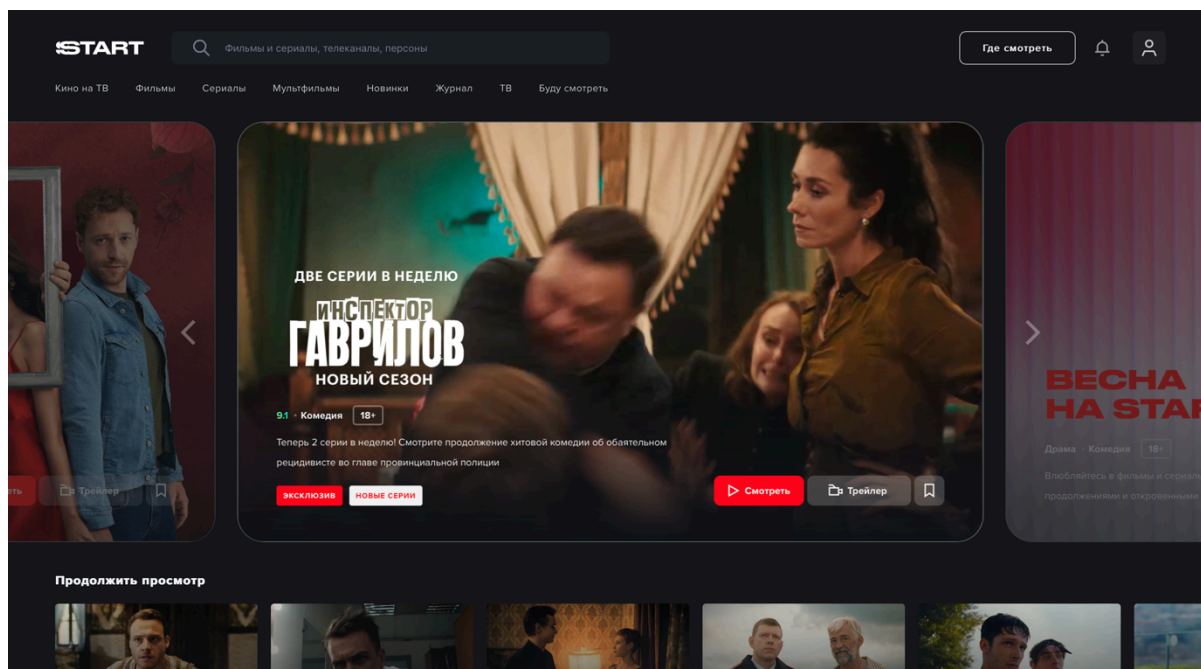 START
Фильмы и сериалы, телеканалы, персоны
Где смотреть
Кино на ТВ Фильмы Сериалы Мультфильмы Новинки Журнал ТВ Буду смотреть
ДВЕ СЕРИИ В НЕДЕЛЮ
ИНСПЕКТОР
ГАВРИЛОВ
НОВЫЙ СЕЗОН
9.1 · Комедия 18+
Теперь 2 серии в неделю! Смотрите продолжение хитовой комедии об обаятельном
рецидивисте во главе провинциальной полиции
ЭКСКЛЮЗИВ НОВЫЕ СЕРИИ
Смотреть Трейлер
Трейлер
ВЕСНА
НА STAR
Драма · Комедия 18+
Влюбляйтесь в фильмы и сериал
продолжениями и откровенными
Продолжить просмотр